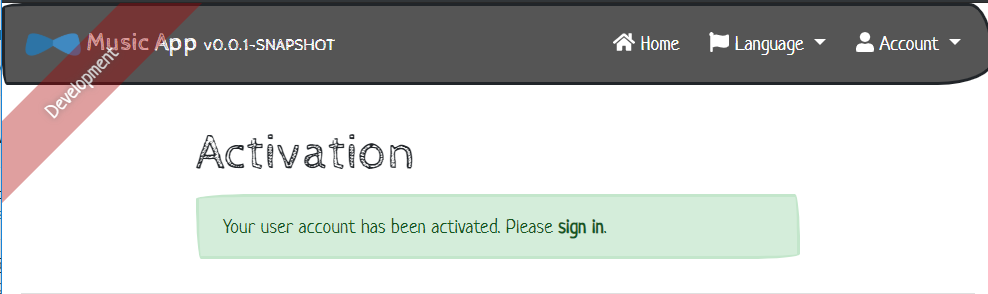 Music App v0.0.1-SNAPSHOT
Home
Language
Account
Development
Activation
Your user account has been activated. Please sign in.